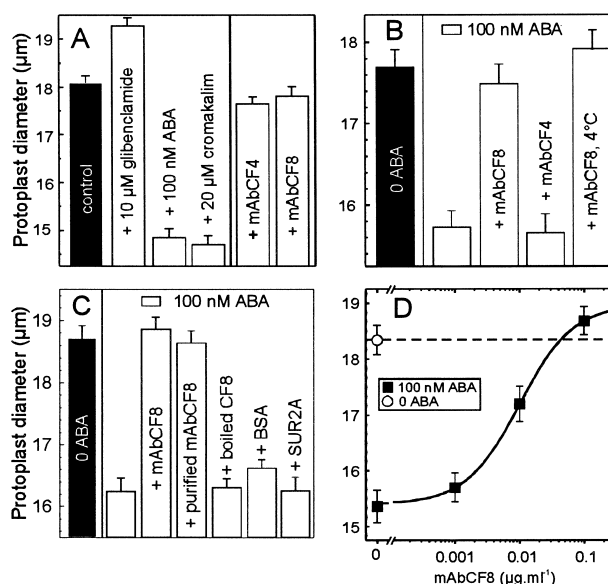 A
Protoplast diameter (µm)
19
18
17
16
15
14
control
+ 10 µM glibenclamide
+ 100 nM ABA
+ 20 µM cromakalim
+ mAbCF4
+ mAbCF8
B
100 nM ABA
18
17
16
0 ABA
+ mAbCF8
+ mAbCF4
+ mAbCF8, 4°C
C
100 nM ABA
Protoplast diameter (µm)
19
18
17
16
0 ABA
+ mAbCF8
+ purified mAbCF8
+ boiled CF8
+ BSA
+ SUR2A
D
19
18
17
16
15
100 nM ABA
0 ABA
0
0.001
0.01
0.1
mAbCF8 (µg.ml⁻¹)